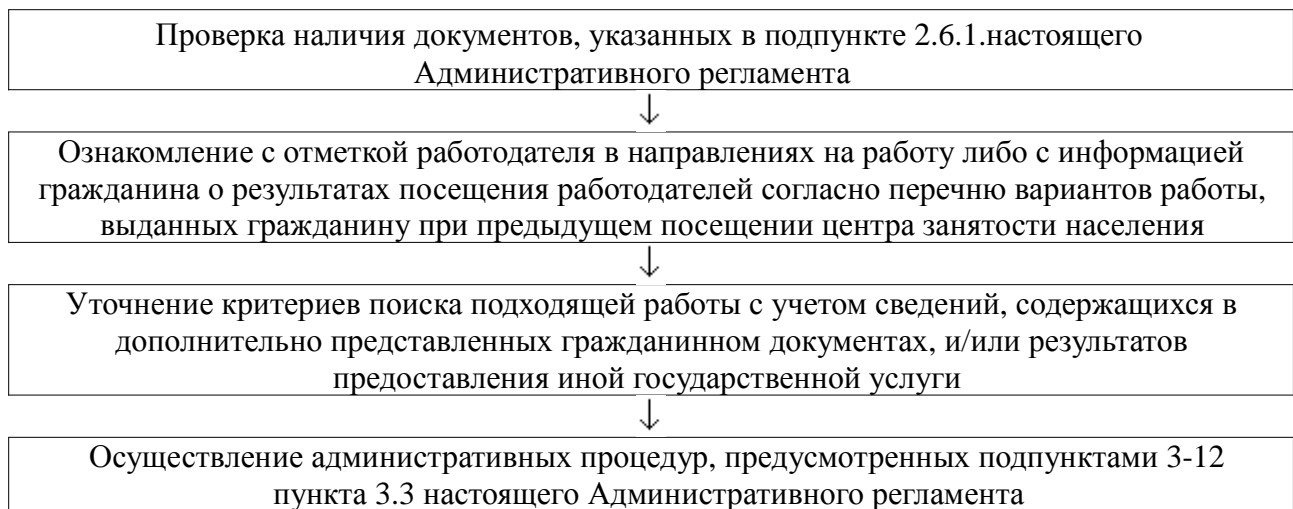 Проверка наличия документов, указанных в подпункте 2.6.1.настоящего
Административного регламента
↓
Ознакомление с отметкой работодателя в направлениях на работу либо с информацией
гражданина о результатах посещения работодателей согласно перечню вариантов работы,
выданных гражданину при предыдущем посещении центра занятости населения
↓
Уточнение критериев поиска подходящей работы с учетом сведений, содержащихся в
дополнительно представленных гражданинном документах, и/или результатов
предоставления иной государственной услуги
↓
Осуществление административных процедур, предусмотренных подпунктами 3-12
пункта 3.3 настоящего Административного регламента